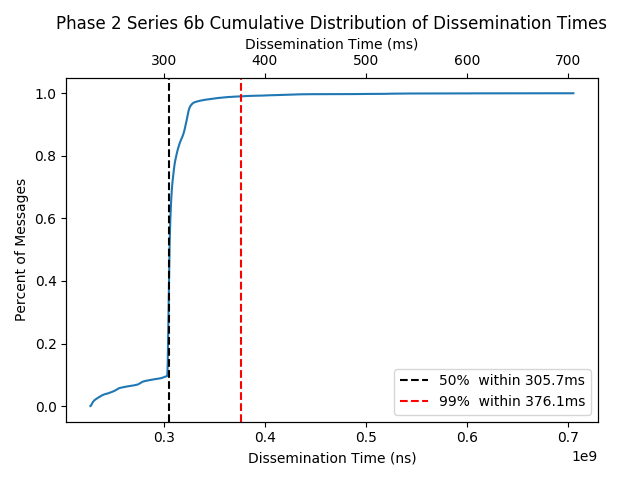 Phase 2 Series 6b Cumulative Distribution of Dissemination Times
Dissemination Time (ms)
300 400 500 600 700
1.0
0.8
0.6
0.4
0.2
0.0
Percent of Messages
50%  within 305.7ms
99%  within 376.1ms
0.3 0.4 0.5 0.6 0.7
1e9
Dissemination Time (ns)